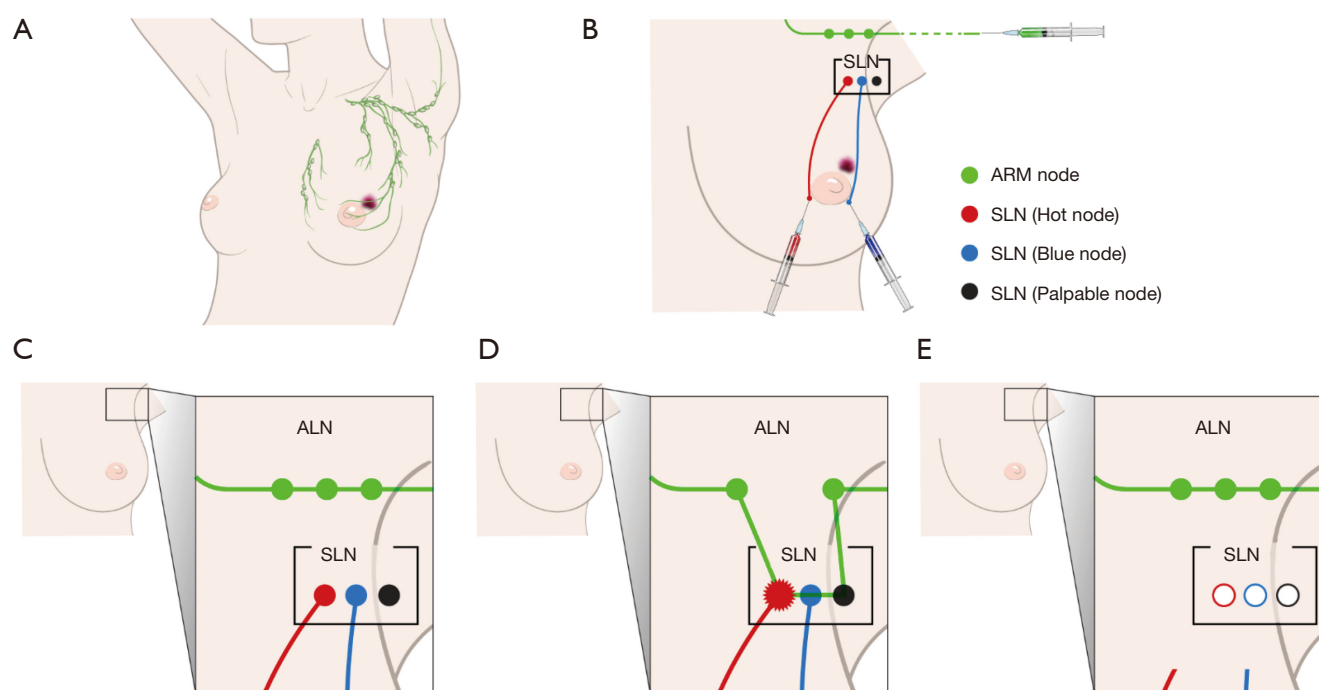 A
B
SLN
ARM node
SLN (Hot node)
SLN (Blue node)
SLN (Palpable node)
C
D
E
ALN
ALN
ALN
SLN
SLN
SLN